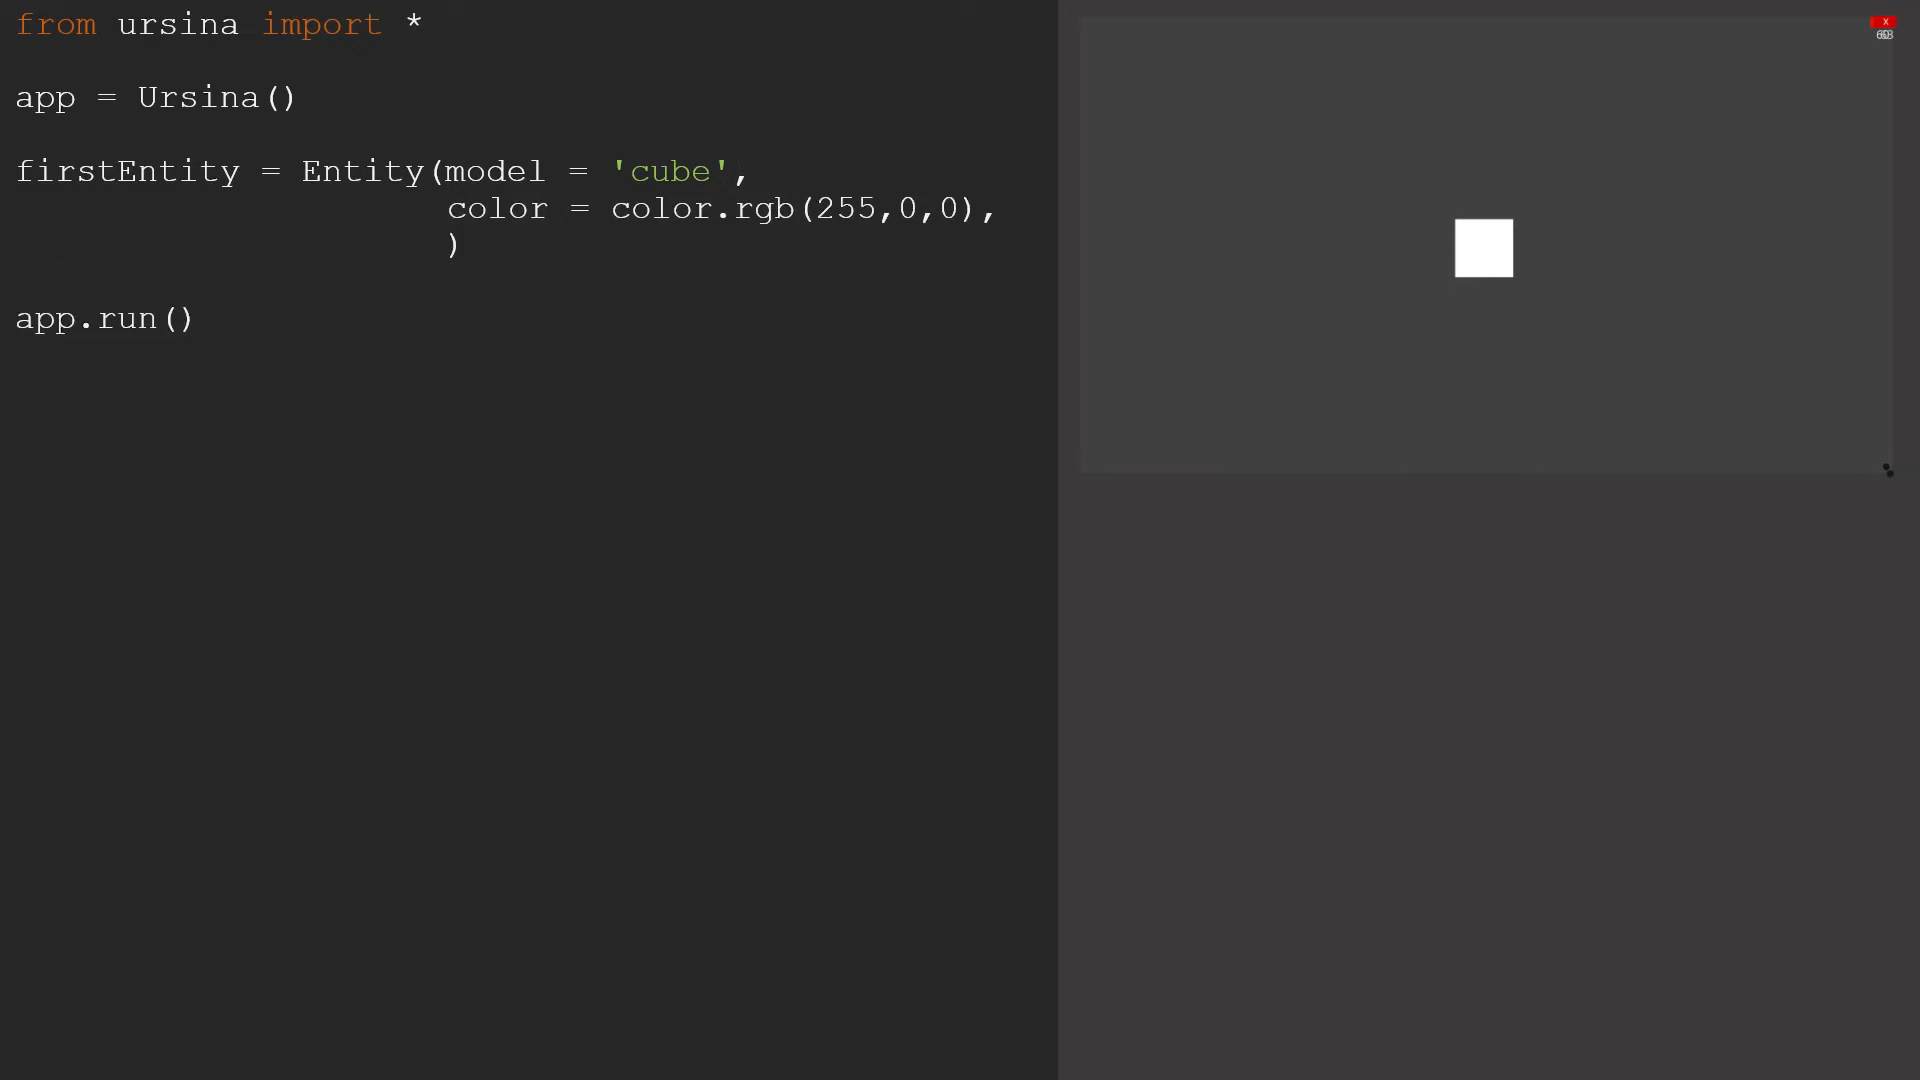 from ursina import *
app = Ursina()
firstEntity = Entity(model = 'cube',
color = color.rgb(255,0,0),
)
app.run()
x